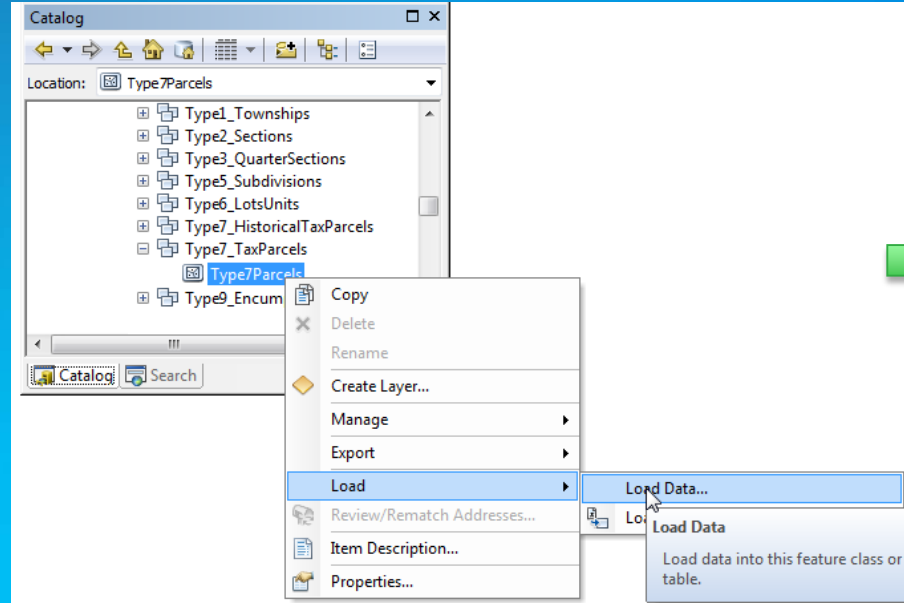 Catalog
Location: Type7Parcels
Type1_Townships
Type2_Sections
Type3_QuarterSections
Type5_Subdivisions
Type6_LotsUnits
Type7_HistoricalTaxParcels
Type7_TaxParcels
Type7Parcels
Type9_Encum
Catalog Search
Copy
Delete
Rename
Create Layer...
Manage
Export
Load
Load Data...
Review/Rematch Addresses...
Load Data
Load data into this feature class or
table.
Item Description...
Properties...